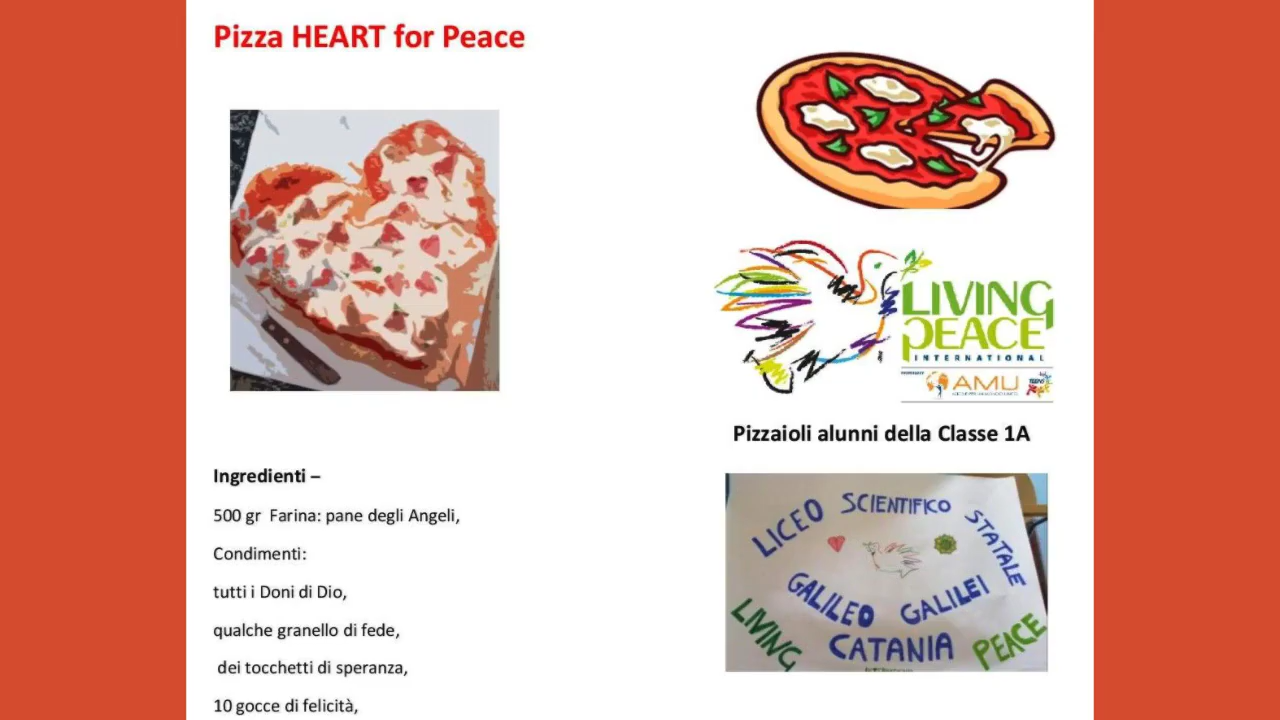 Pizza HEART for Peace
LIVING
PEACE
INTERNATIONAL
AMU
Pizzaioli alunni della Classe 1A
Ingredienti –
500 gr Farina: pane degli Angeli,
Condimenti:
tutti i Doni di Dio,
qualche granello di fede,
dei tocchetti di speranza,
10 gocce di felicità,
LICEO SCIENTIFICO STATALE
GALILEO GALILEI
LIVING CATANIA PEACE